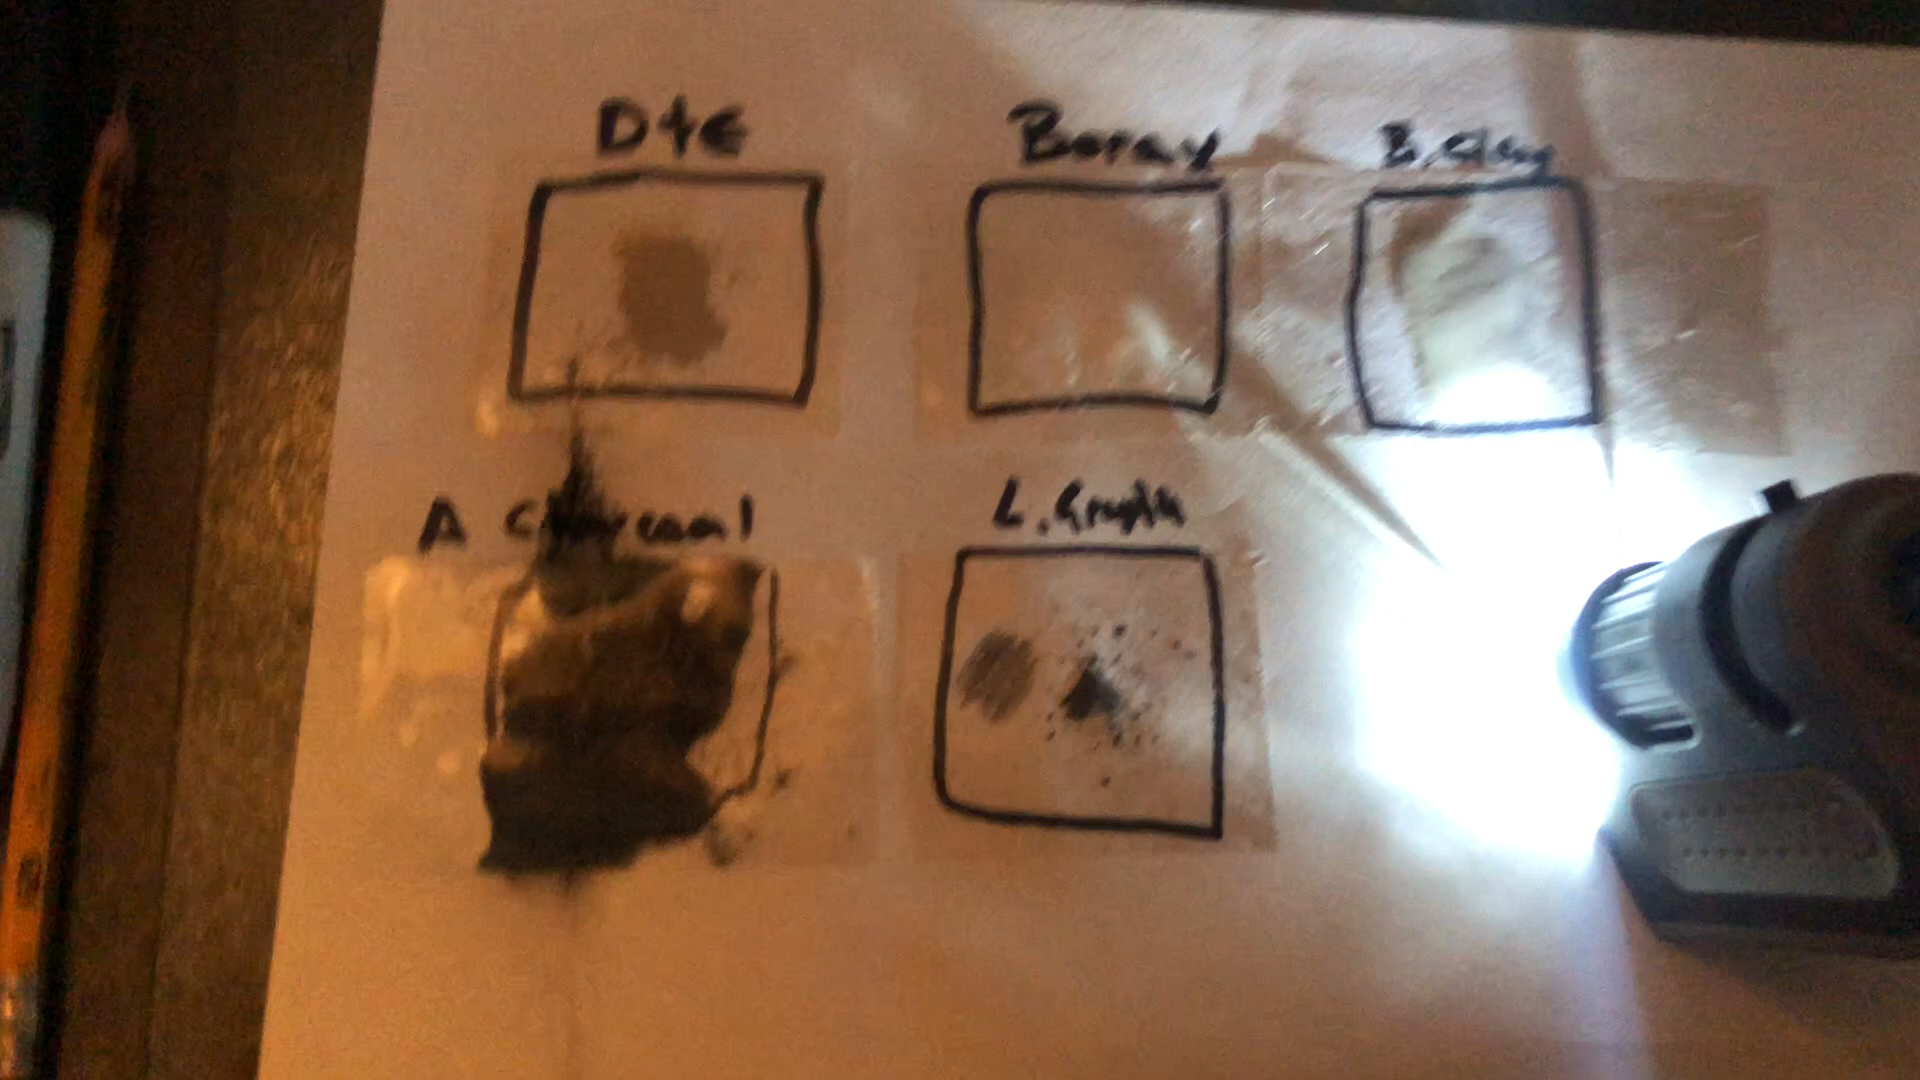 D+E
Borax
B. Clay
A Charcoal
L. Graph